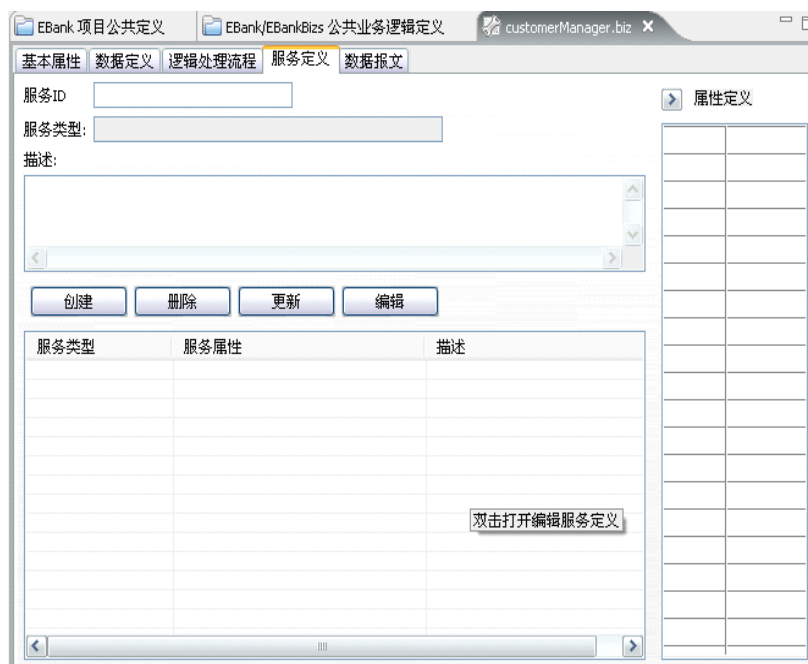 EBank 项目公共定义 EBank/EBankBizs 公共业务逻辑定义 customerManager.biz
基本属性 数据定义 逻辑处理流程 服务定义 数据报文
服务ID
属性定义
服务类型:
描述:
创建 删除 更新 编辑
服务类型 服务属性 描述
双击打开编辑服务定义